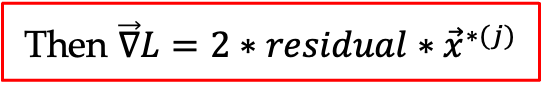 Then ∇⃗L = 2 * residual * x⃗*(j)